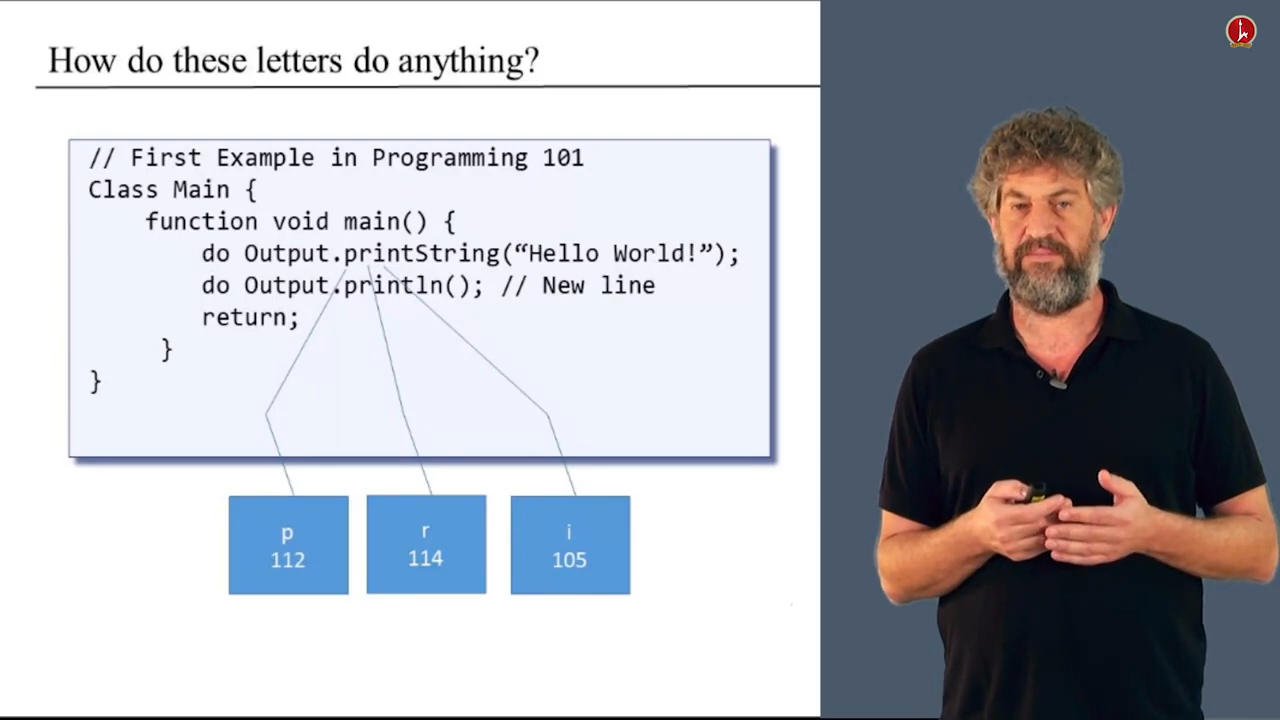 How do these letters do anything?
// First Example in Programming 101
Class Main {
function void main() {
do Output.printString(“Hello World!”);
do Output.println(); // New line
return;
}
}
p
112
r
114
i
105